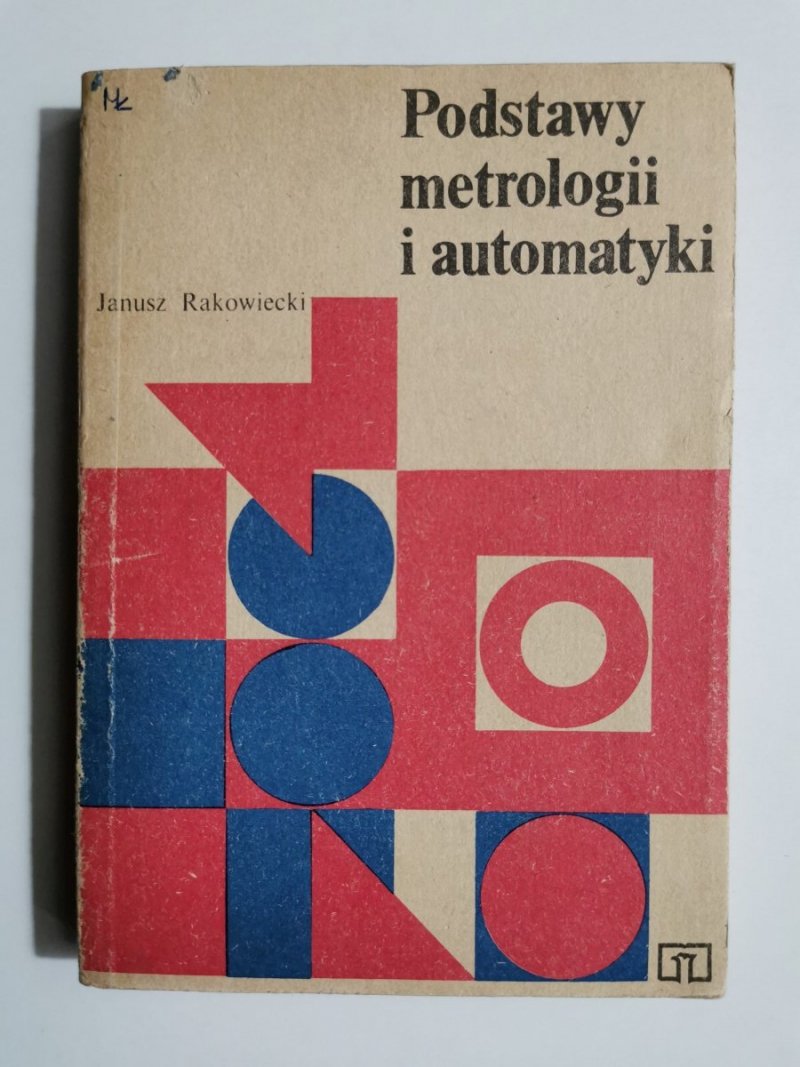 Podstawy
metrologii
i automatyki
Janusz Rakowiecki